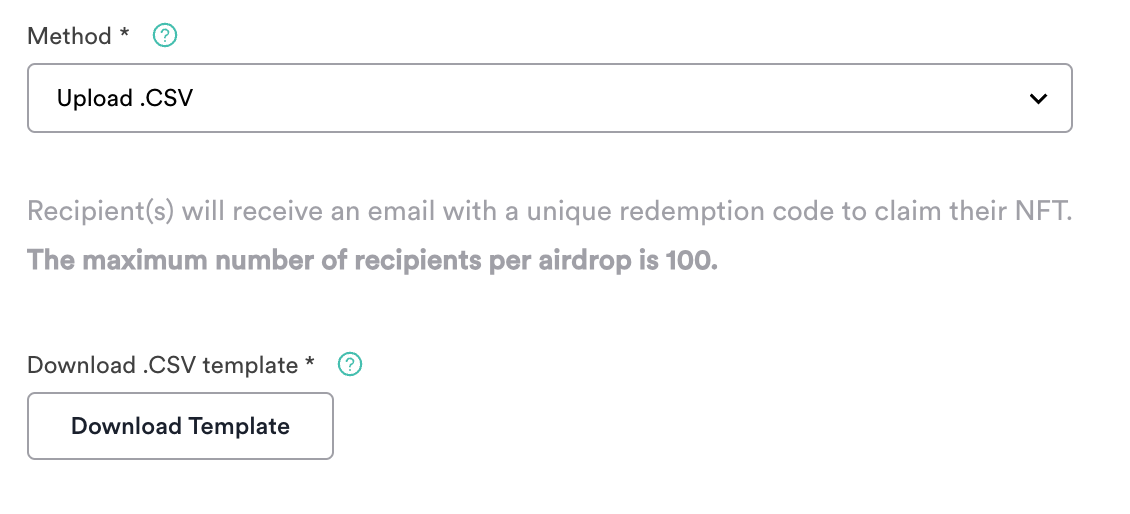 Method * ?
Upload .CSV
Recipient(s) will receive an email with a unique redemption code to claim their NFT.
The maximum number of recipients per airdrop is 100.
Download .CSV template * ?
Download Template